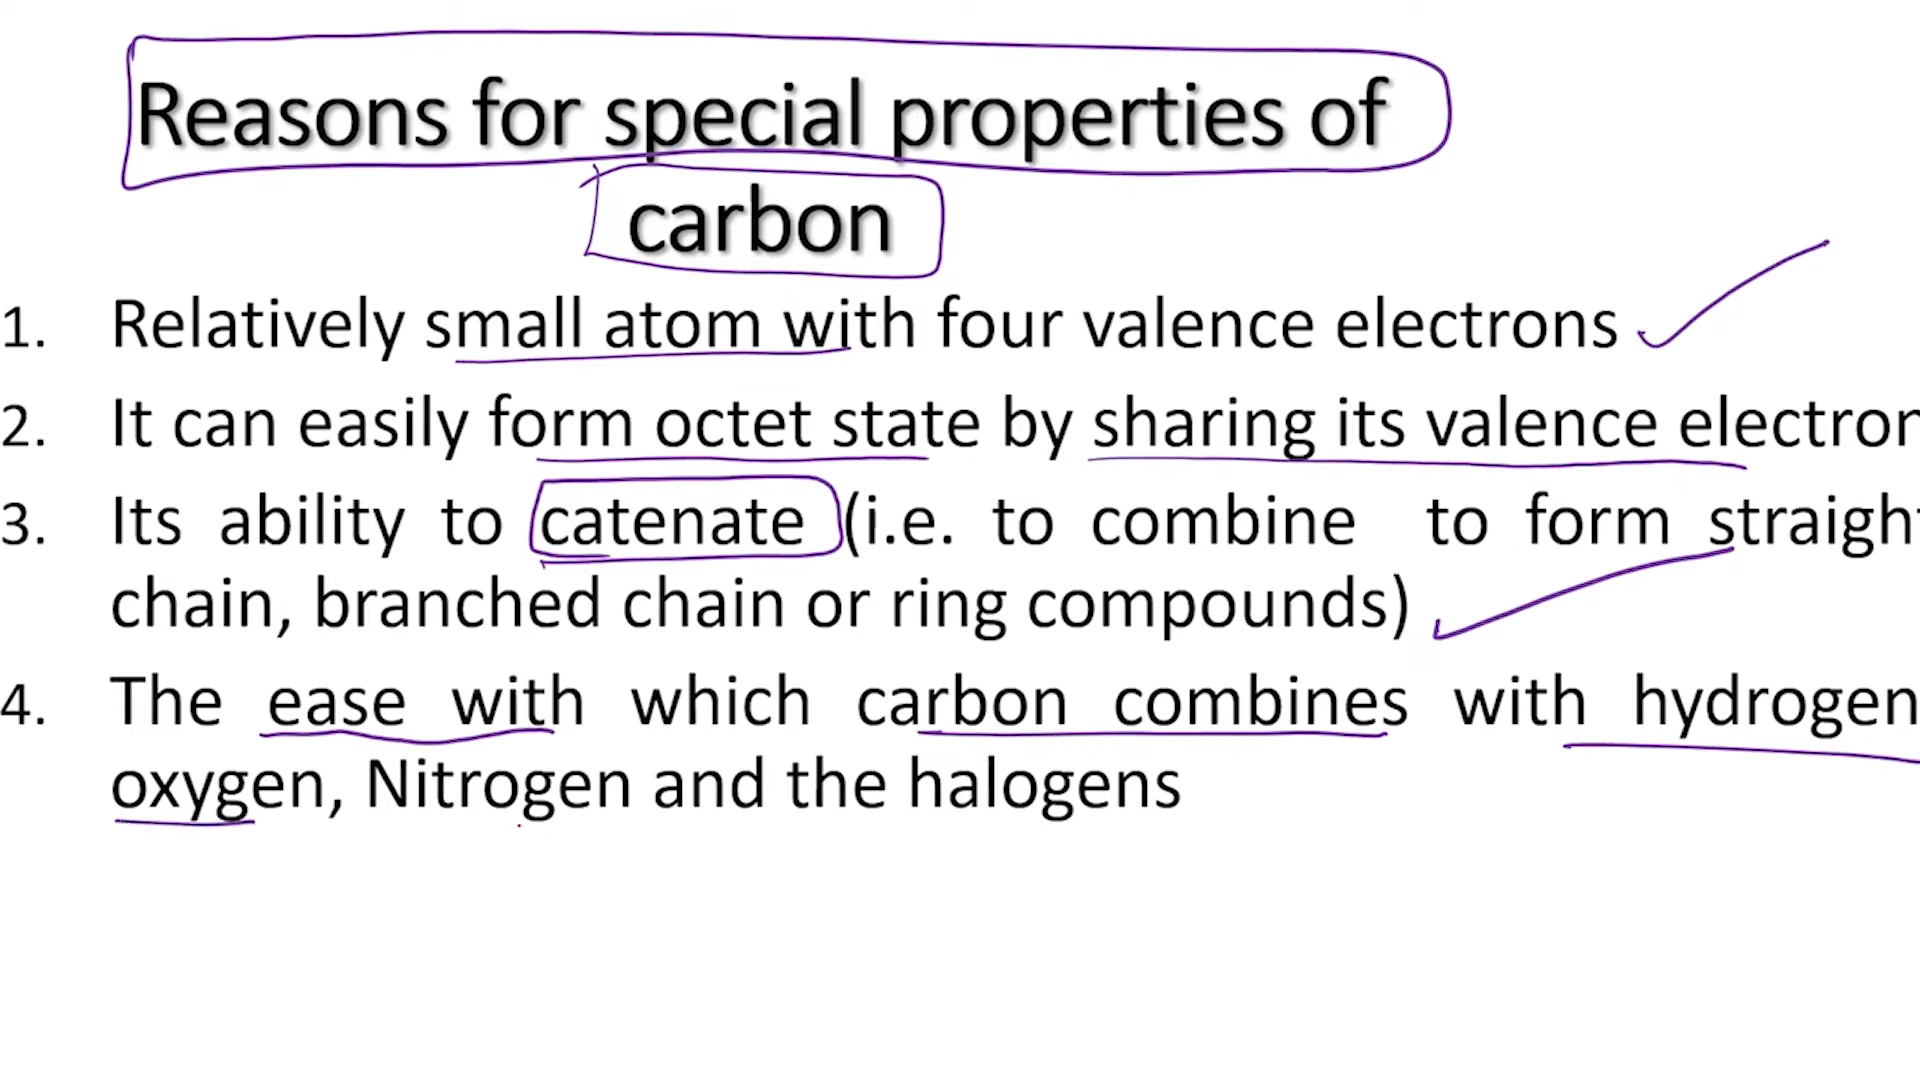 Reasons for special properties of
carbon
1. Relatively small atom with four valence electrons
2. It can easily form octet state by sharing its valence electron
3. Its ability to catenate (i.e. to combine to form straight
chain, branched chain or ring compounds)
4. The ease with which carbon combines with hydrogen
oxygen, Nitrogen and the halogens